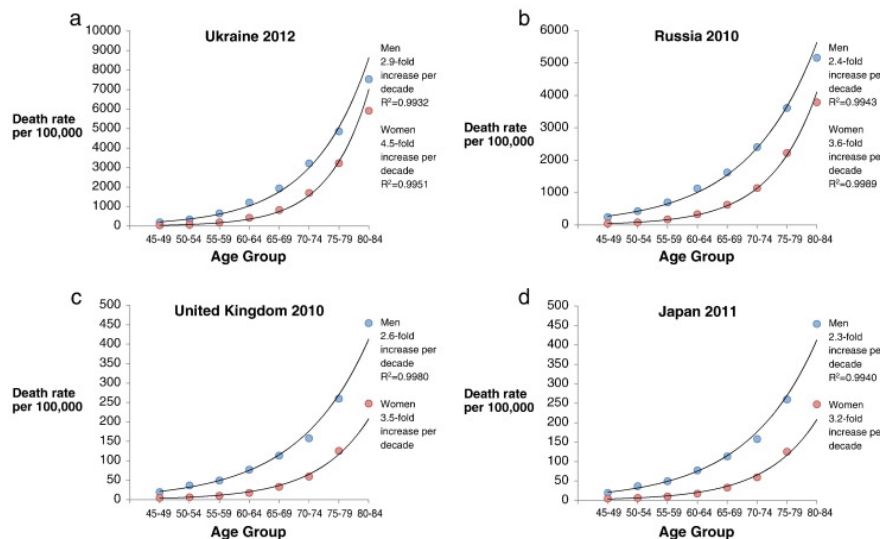 a
Ukraine 2012
10000
9000
8000
7000
6000
5000
4000
3000
2000
1000
0
Death rate
per 100,000
45-49 50-54 55-59 60-64 65-69 70-74 75-79 80-84
Age Group
Men
2.9-fold
increase per
decade
R²=0.9932
Women
4.5-fold
increase per
decade
R²=0.9951
b
Russia 2010
6000
5000
4000
3000
2000
1000
0
Death rate
per 100,000
45-49 50-54 55-59 60-64 65-69 70-74 75-79 80-84
Age Group
Men
2.4-fold
increase per
decade
R²=0.9943
Women
3.6-fold
increase per
decade
R²=0.9989
c
United Kingdom 2010
500
450
400
350
300
250
200
150
100
50
0
Death rate
per 100,000
45-49 50-54 55-59 60-64 65-69 70-74 75-79 80-84
Age Group
Men
2.6-fold
increase per
decade
R²=0.9980
Women
3.5-fold
increase per
decade
d
Japan 2011
500
450
400
350
300
250
200
150
100
50
0
Death rate
per 100,000
45-49 50-54 55-59 60-64 65-69 70-74 75-79 80-84
Age Group
Men
2.3-fold
increase per
decade
R²=0.9940
Women
3.2-fold
increase per
decade